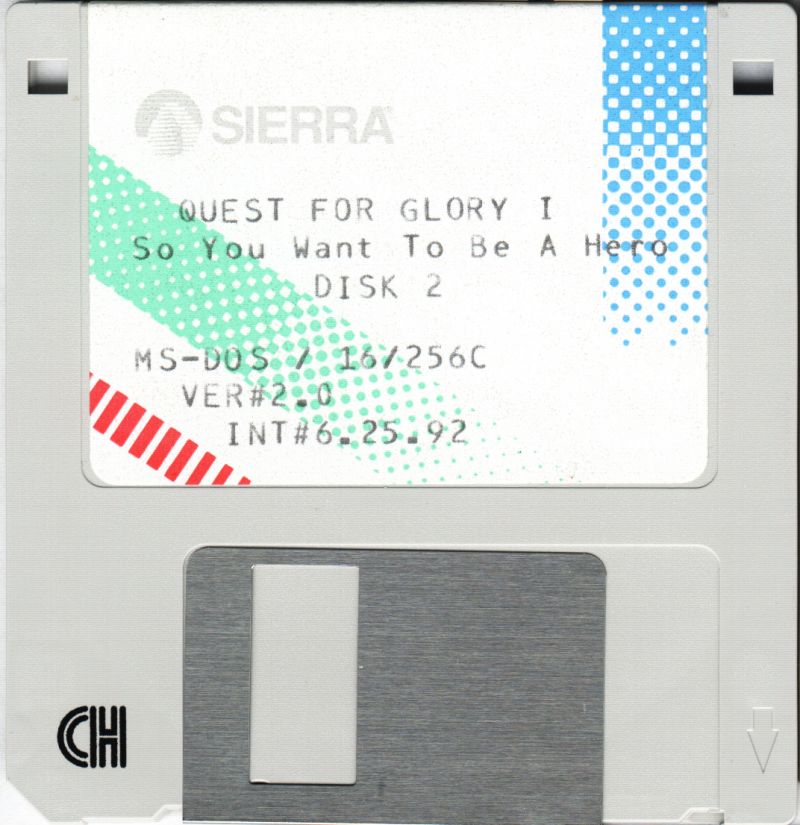 SIERRA
QUEST FOR GLORY I
So You Want To Be A Hero
DISK 2
MS-DOS / 16/256C
VER#2.0
INT#6.25.92
CH